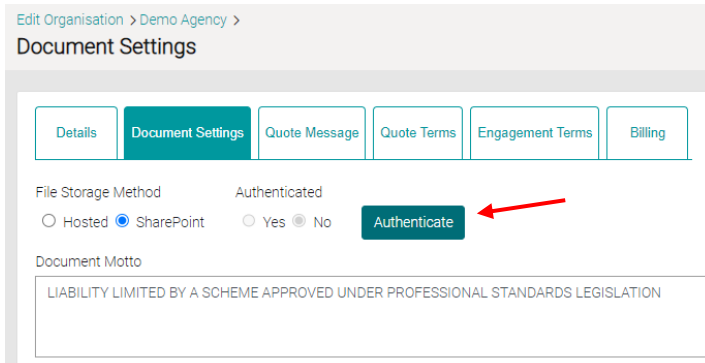 Edit Organisation > Demo Agency >
Document Settings
Details Document Settings Quote Message Quote Terms Engagement Terms Billing
File Storage Method Authenticated
Hosted SharePoint Yes No Authenticate
Document Motto
LIABILITY LIMITED BY A SCHEME APPROVED UNDER PROFESSIONAL STANDARDS LEGISLATION